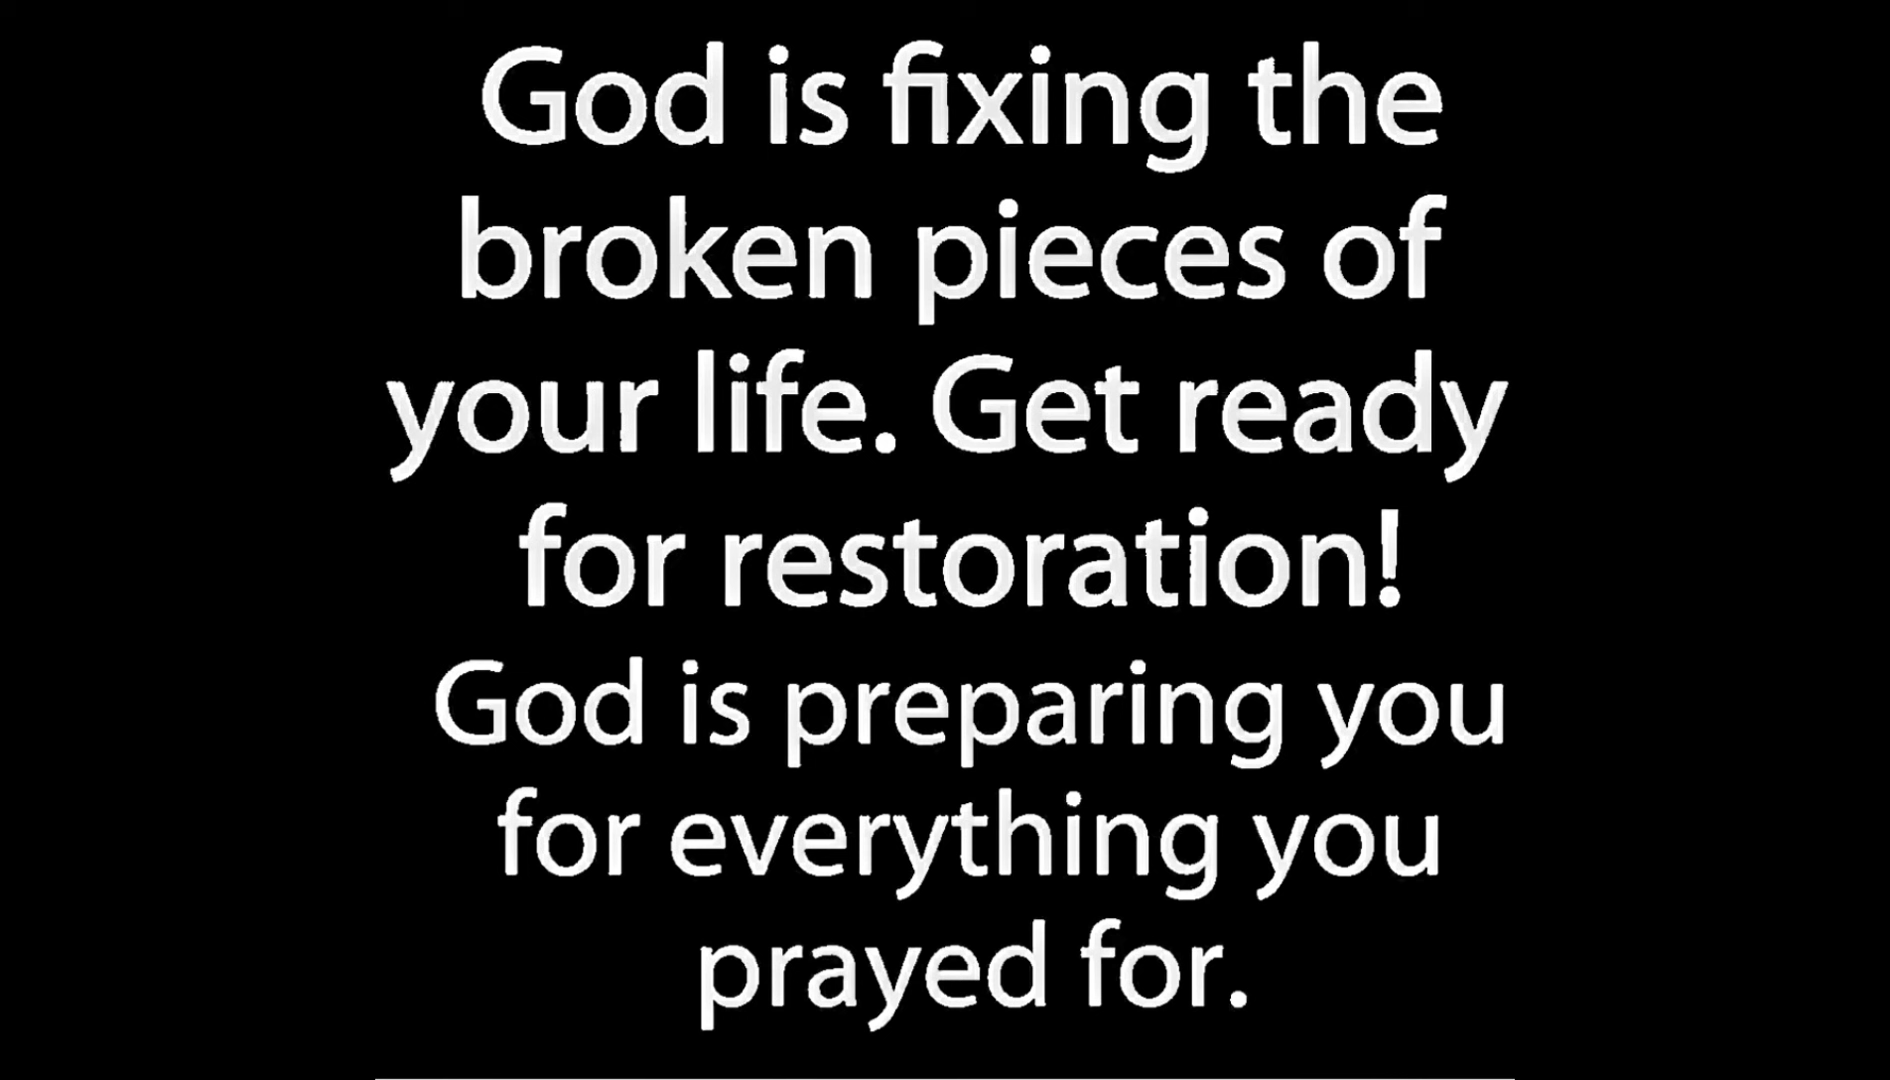 God is fixing the
broken pieces of
your life. Get ready
for restoration!
God is preparing you
for everything you
prayed for.